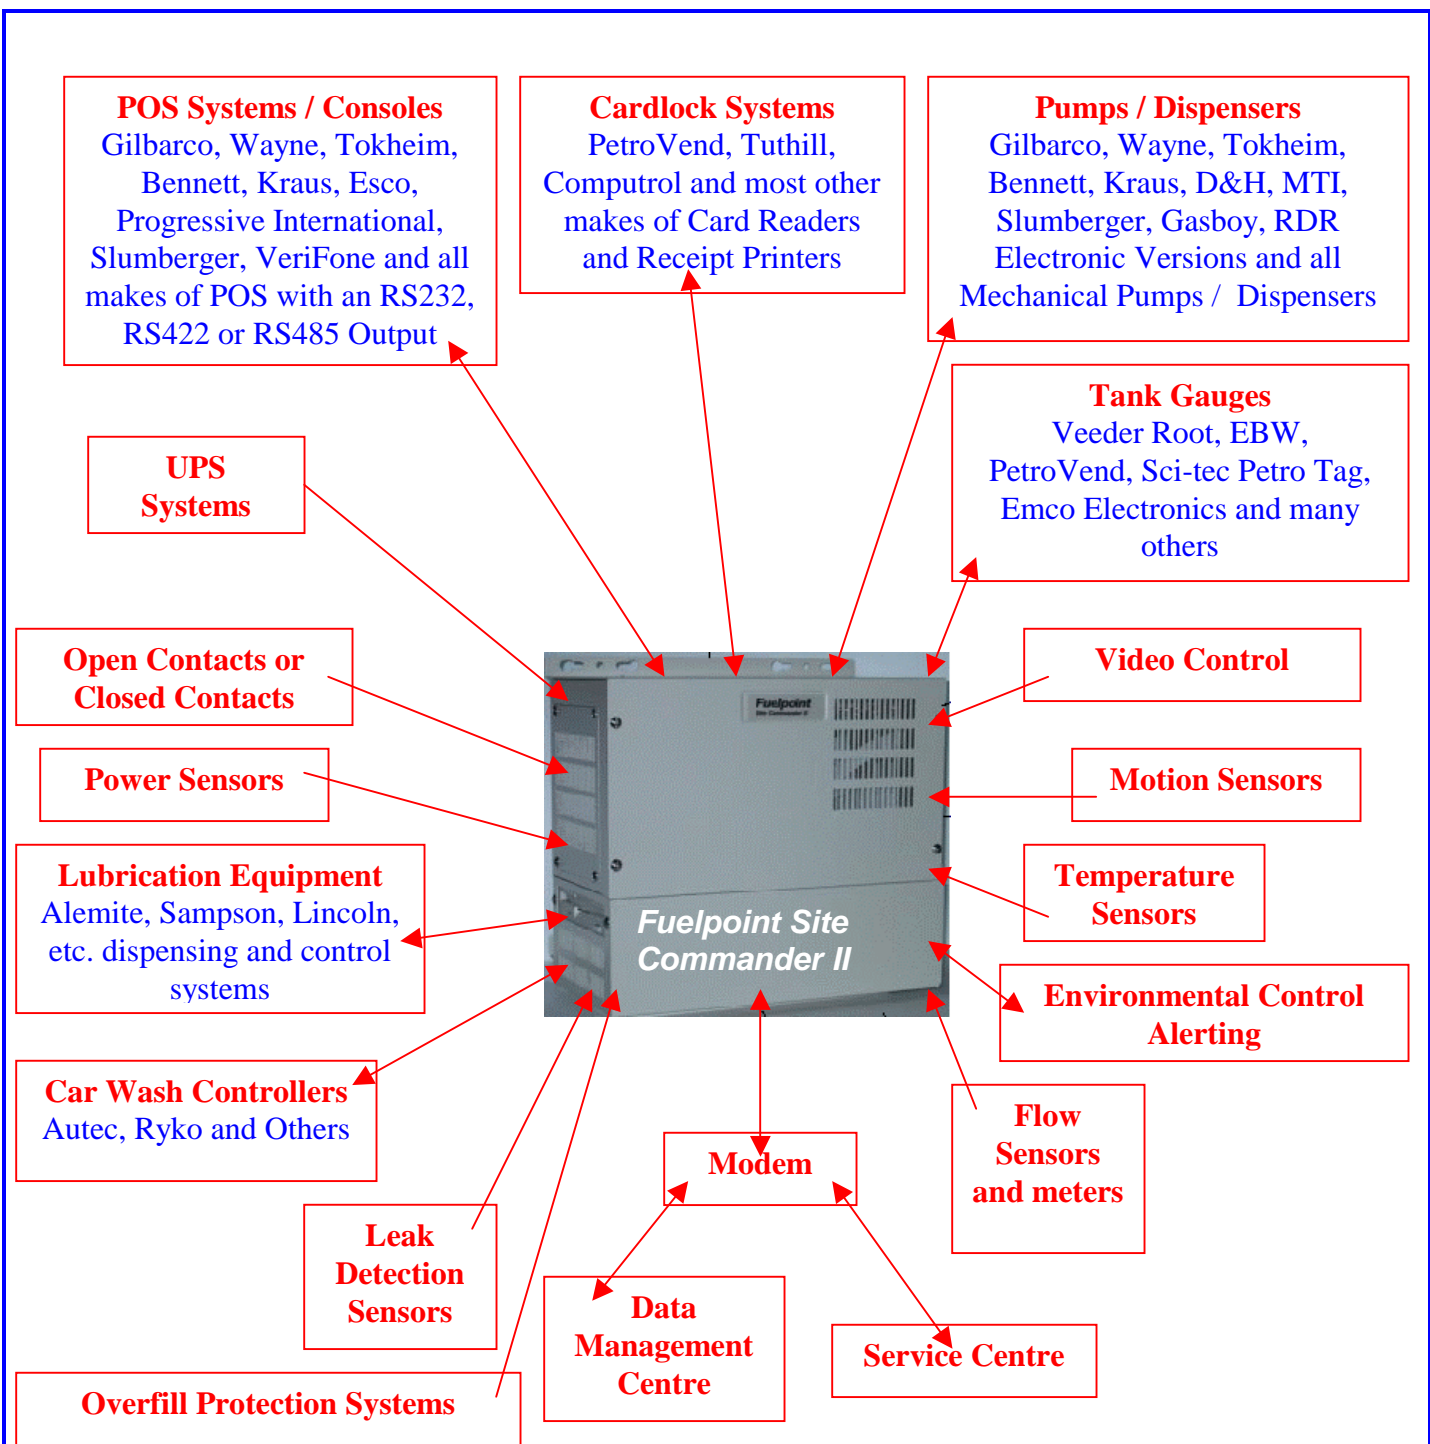 POS Systems / Consoles
Gilbarco, Wayne, Tokheim,
Bennett, Kraus, Esco,
Progressive International,
Slumberger, VeriFone and all
makes of POS with an RS232,
RS422 or RS485 Output
Cardlock Systems
PetroVend, Tuthill,
Computrol and most other
makes of Card Readers
and Receipt Printers
Pumps / Dispensers
Gilbarco, Wayne, Tokheim,
Bennett, Kraus, D&H, MTI,
Slumberger, Gasboy, RDR
Electronic Versions and all
Mechanical Pumps / Dispensers
Tank Gauges
Veeder Root, EBW,
PetroVend, Sci-tec Petro Tag,
Emco Electronics and many
others
UPS
Systems
Open Contacts or
Closed Contacts
Video Control
Fuelpoint
Site Commander II
Power Sensors
Motion Sensors
Lubrication Equipment
Alemite, Sampson, Lincoln,
etc. dispensing and control
systems
Temperature
Sensors
Fuelpoint Site
Commander II
Environmental Control
Alerting
Car Wash Controllers
Autec, Ryko and Others
Flow
Sensors
and meters
Modem
Leak
Detection
Sensors
Data
Management
Centre
Service Centre
Overfill Protection Systems